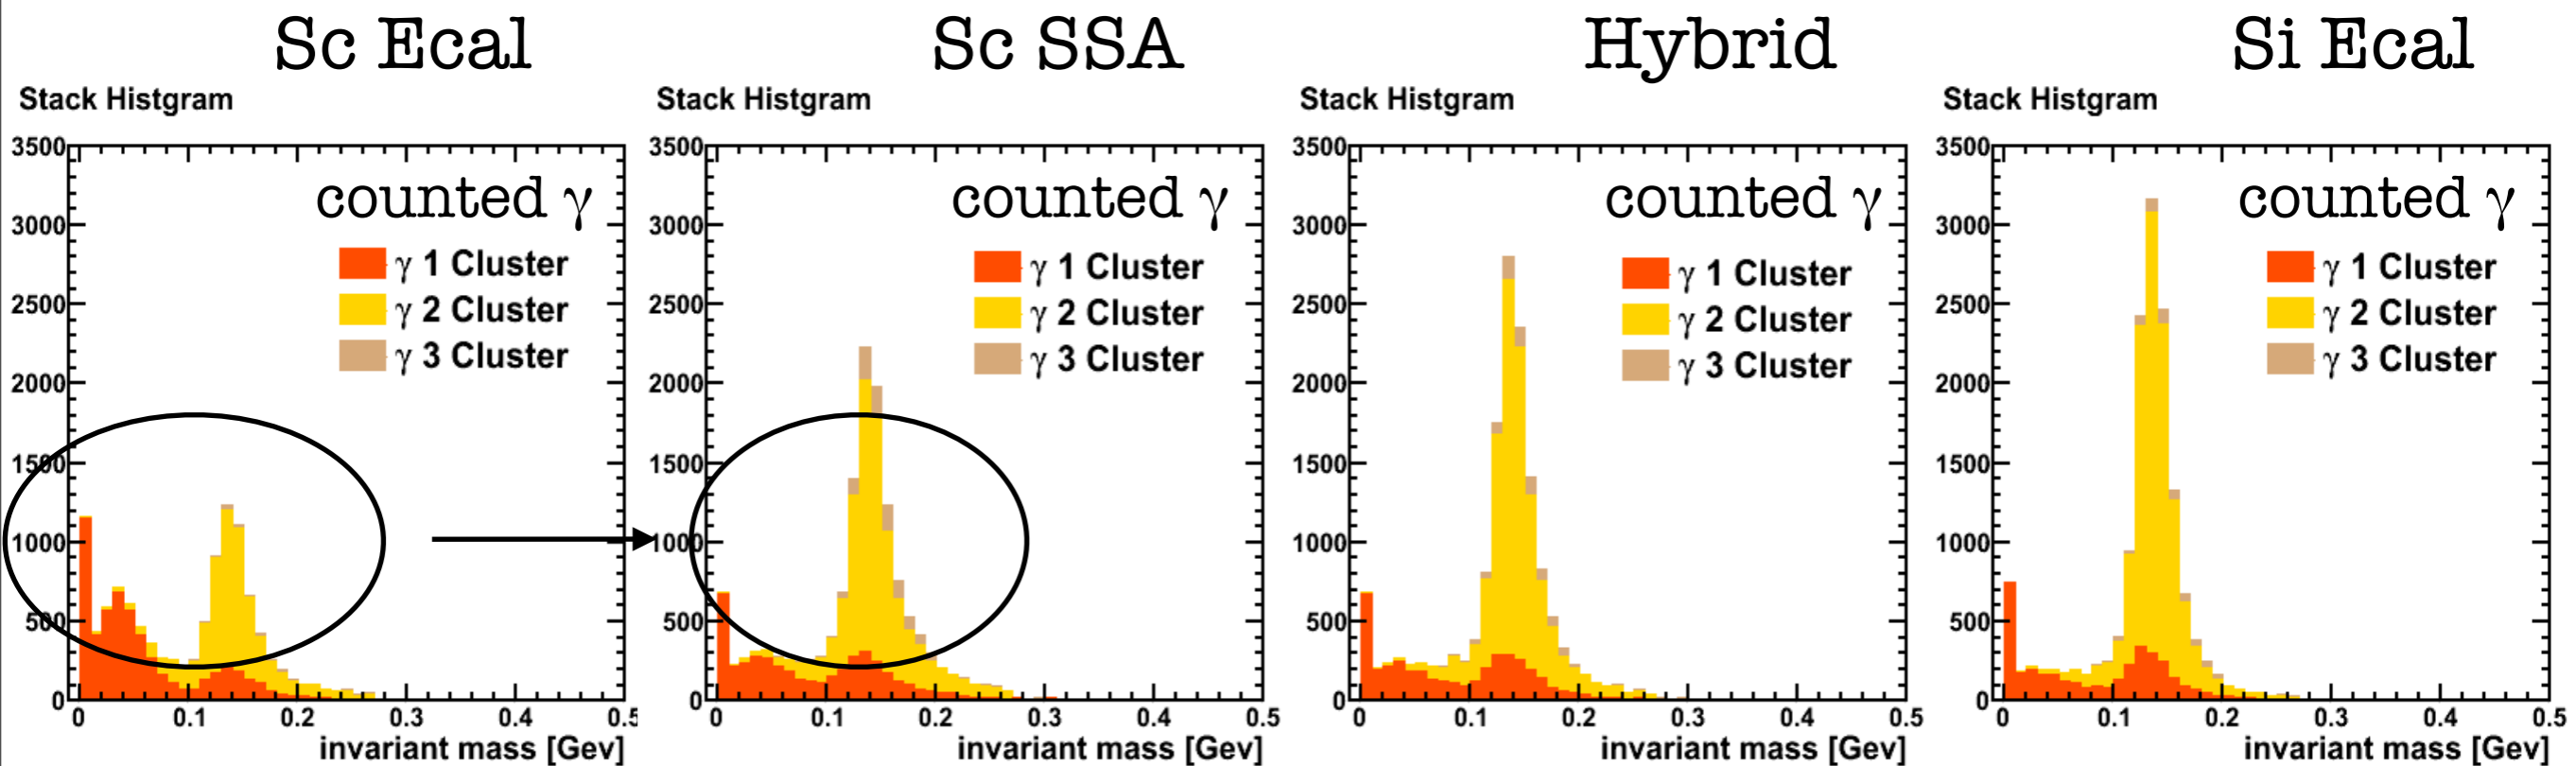 Sc Ecal
Stack Histgram
3500
3000
2500
2000
1500
1000
500
0
counted γ
γ 1 Cluster
γ 2 Cluster
γ 3 Cluster
0 0.1 0.2 0.3 0.4 0.5
invariant mass [Gev]
Sc SSA
Stack Histgram
3500
3000
2500
2000
1500
1000
500
0
counted γ
γ 1 Cluster
γ 2 Cluster
γ 3 Cluster
0 0.1 0.2 0.3 0.4 0.5
invariant mass [Gev]
Hybrid
Stack Histgram
3500
3000
2500
2000
1500
1000
500
0
counted γ
γ 1 Cluster
γ 2 Cluster
γ 3 Cluster
0 0.1 0.2 0.3 0.4 0.5
invariant mass [Gev]
Si Ecal
Stack Histgram
3500
3000
2500
2000
1500
1000
500
0
counted γ
γ 1 Cluster
γ 2 Cluster
γ 3 Cluster
0 0.1 0.2 0.3 0.4 0.5
invariant mass [Gev]